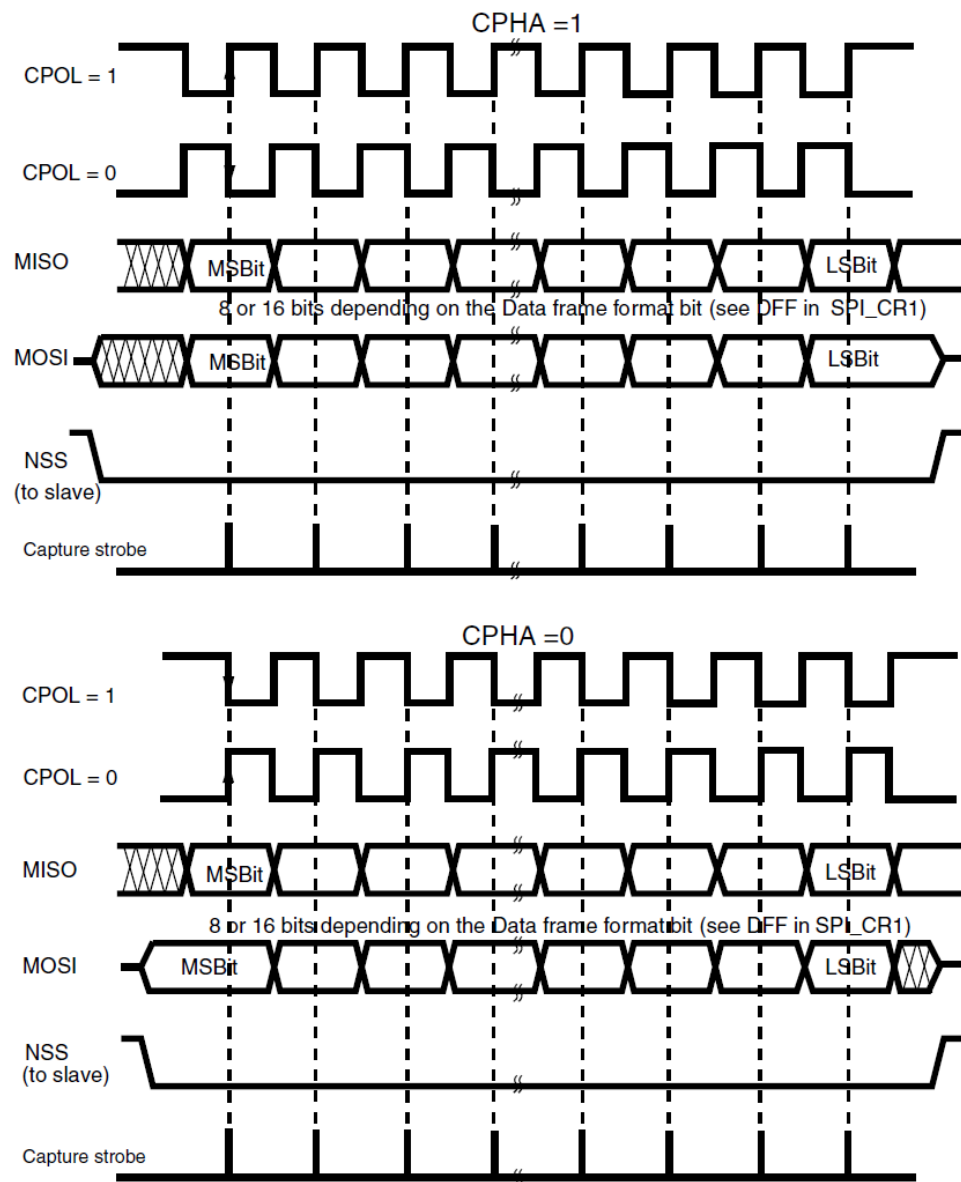 CPHA =1
CPOL = 1
CPOL = 0
MISO
MSBit
LSBit
8 or 16 bits depending on the Data frame format bit (see DFF in SPI_CR1)
MOSI
MSBit
LSBit
NSS
(to slave)
Capture strobe
CPHA =0
CPOL = 1
CPOL = 0
MISO
MSBit
LSBit
8 or 16 bits depending on the Data frame format bit (see DFF in SPI_CR1)
MOSI
MSBit
LSBit
NSS
(to slave)
Capture strobe